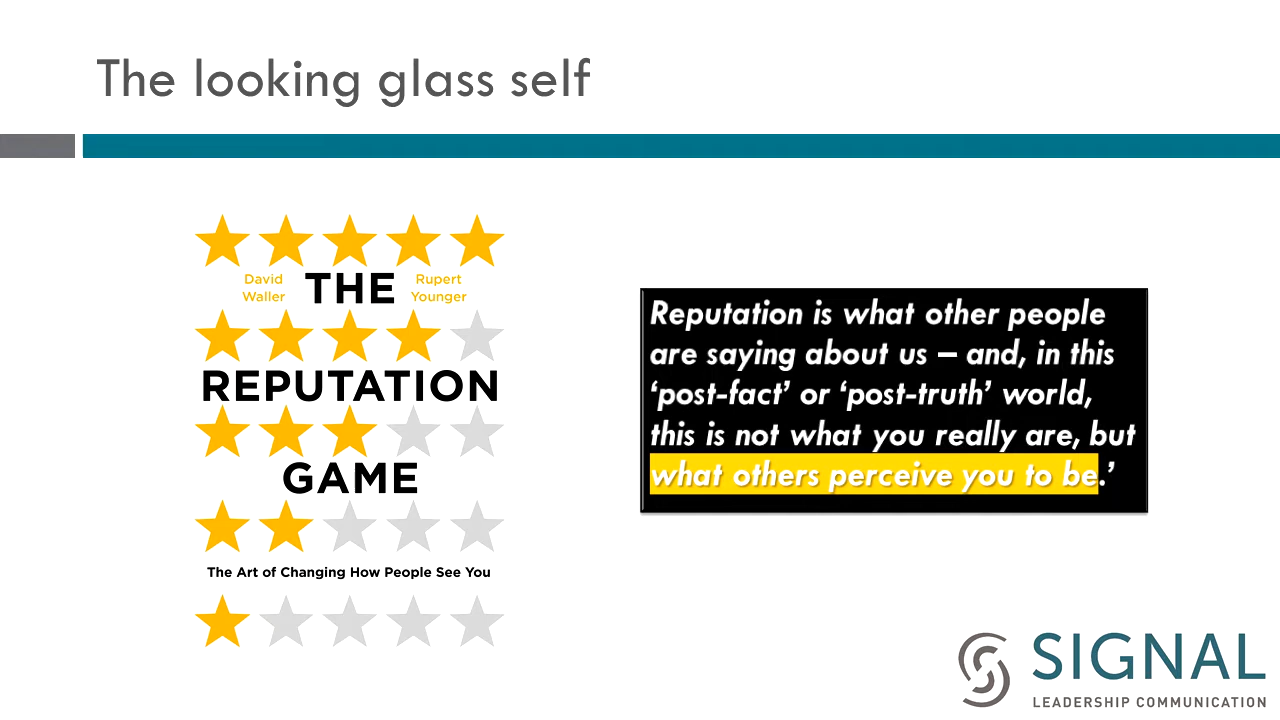 The looking glass self
David
Waller
THE
Rupert
Younger
REPUTATION
GAME
The Art of Changing How People See You
Reputation is what other people
are saying about us – and, in this
‘post-fact’ or ‘post-truth’ world,
this is not what you really are, but
what others perceive you to be.’
SIGNAL
LEADERSHIP COMMUNICATION